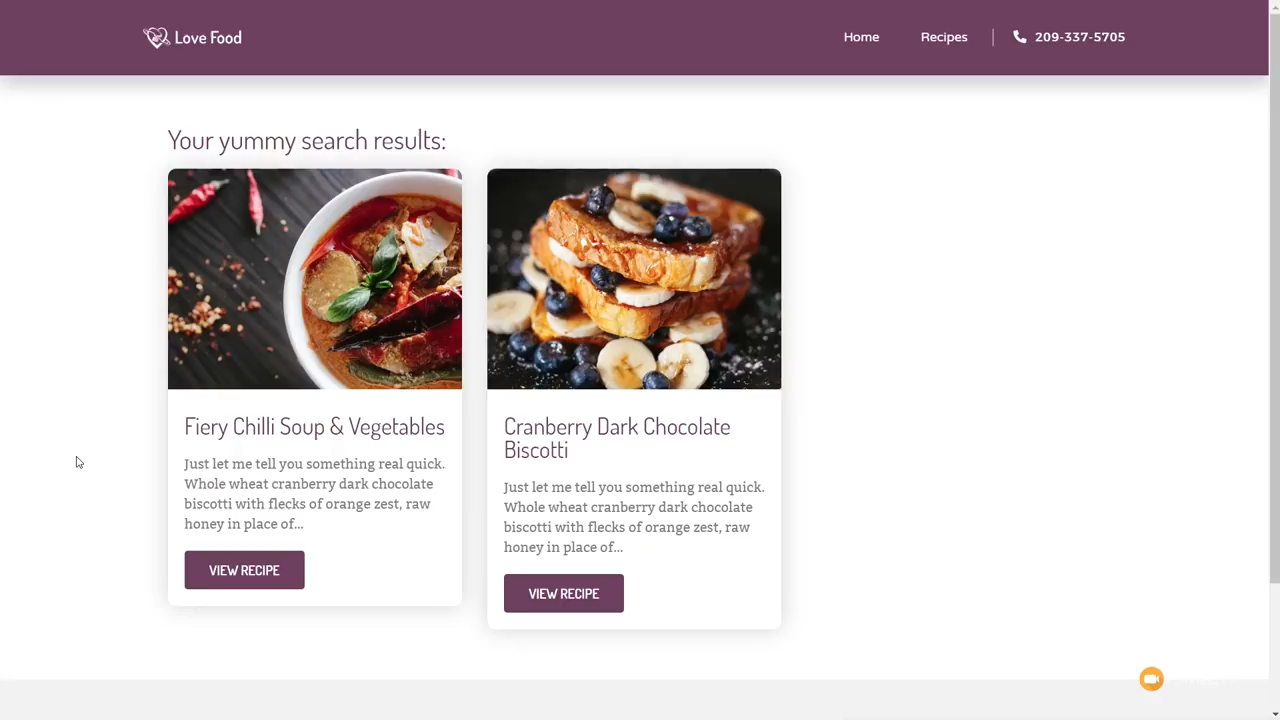 Love Food
Home
Recipes
209-337-5705
Your yummy search results:
Fiery Chilli Soup & Vegetables
Just let me tell you something real quick.
Whole wheat cranberry dark chocolate
biscotti with flecks of orange zest, raw
honey in place of...
VIEW RECIPE
Cranberry Dark Chocolate
Biscotti
Just let me tell you something real quick.
Whole wheat cranberry dark chocolate
biscotti with flecks of orange zest, raw
honey in place of...
VIEW RECIPE